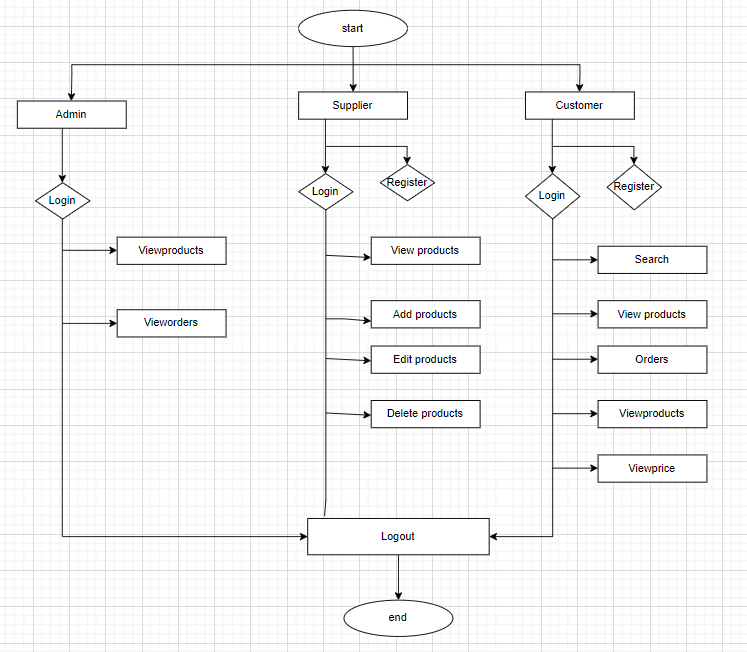 start
Admin
Supplier
Customer
Login
Login
Register
Login
Register
Viewproducts
View products
Search
Vieworders
Add products
View products
Edit products
Orders
Delete products
Viewproducts
Viewprice
Logout
end